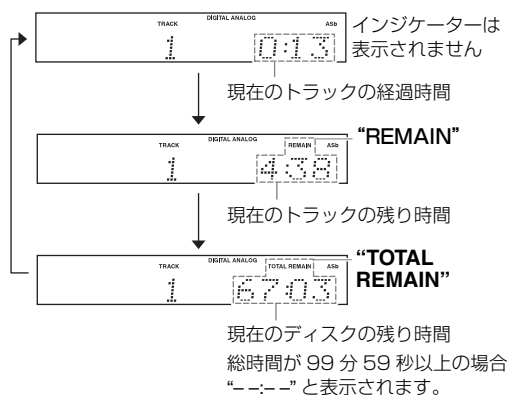 DIGITAL ANALOG
TRACK ASb
1 0:13
インジケーターは
表示されません
現在のトラックの経過時間
DIGITAL ANALOG
TRACK REMAIN ASb
1 4:38
“REMAIN”
現在のトラックの残り時間
DIGITAL ANALOG
TRACK TOTAL REMAIN ASb
1 67:03
“TOTAL
REMAIN”
現在のディスクの残り時間
総時間が 99 分 59 秒以上の場合
“– –:– –” と表示されます。